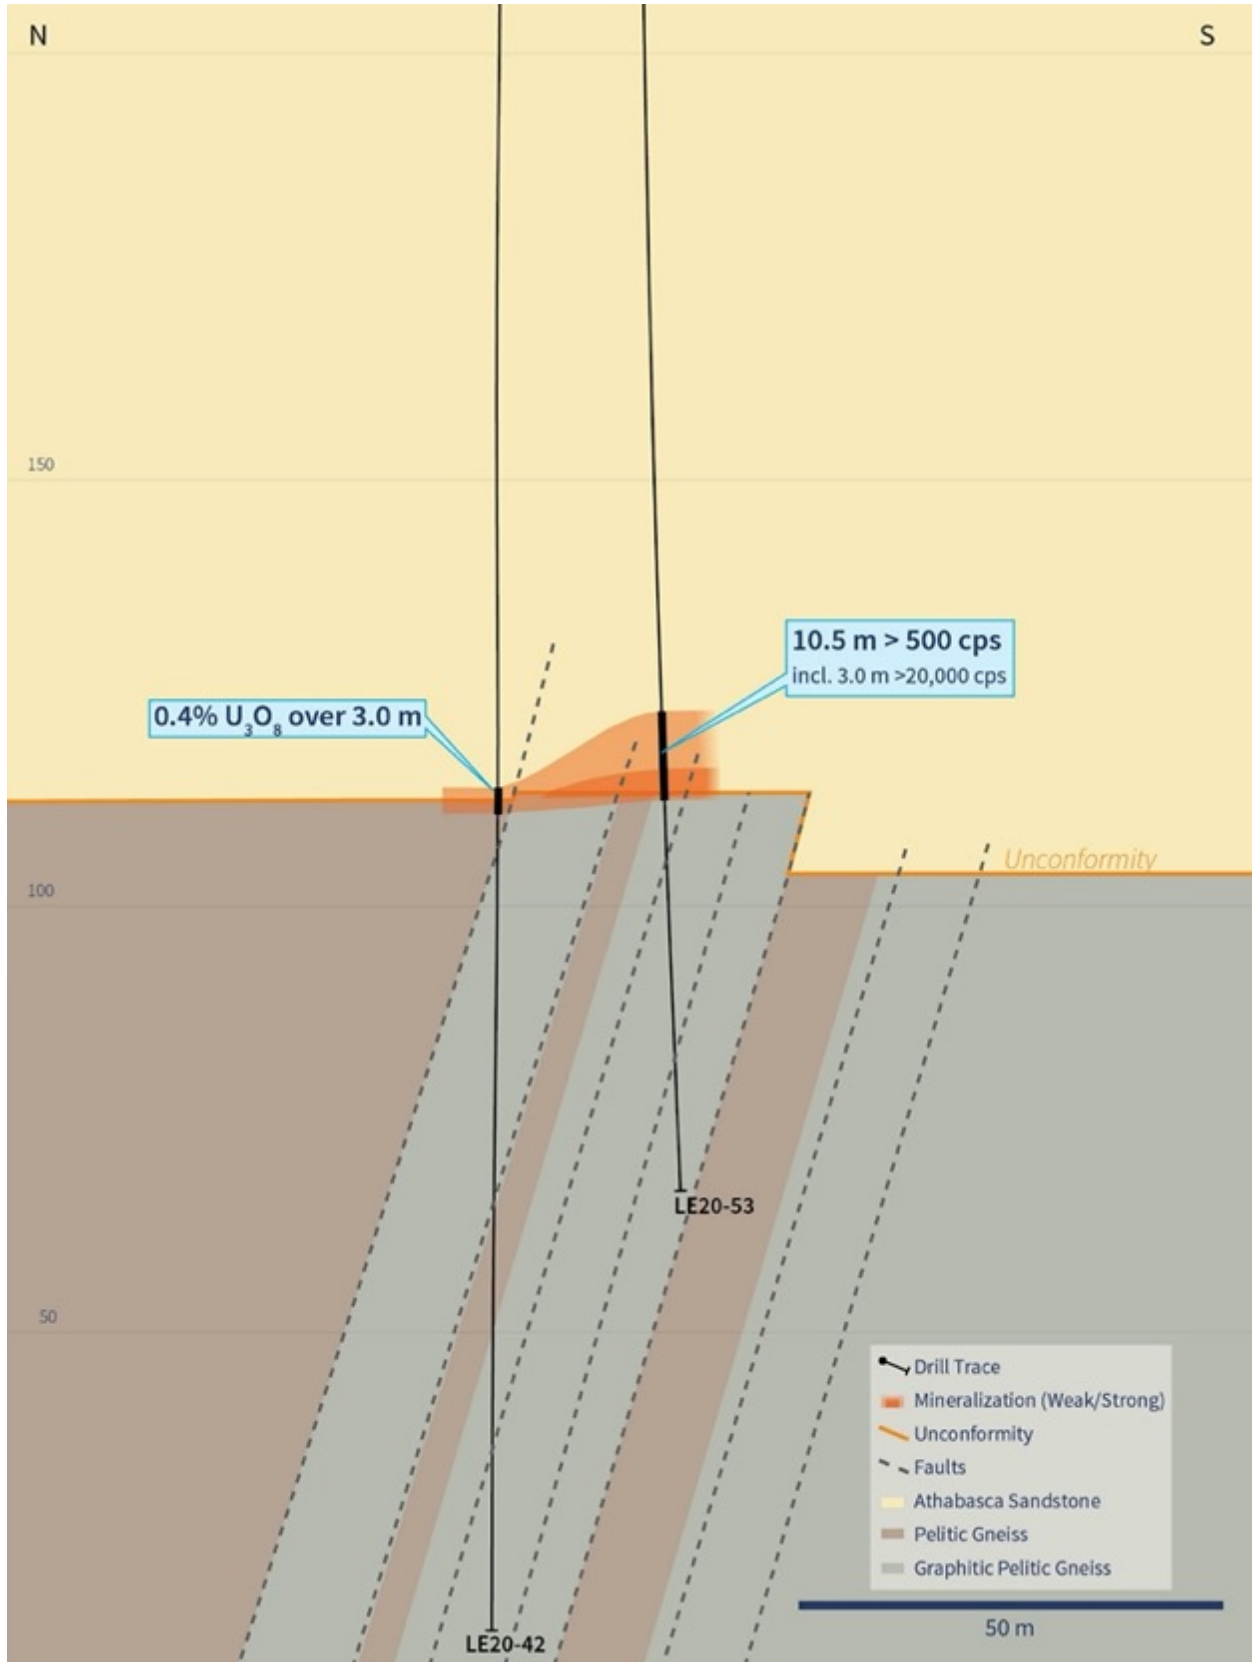 N
S
150
10.5 m > 500 cps
incl. 3.0 m >20,000 cps
0.4% U₃O₈ over 3.0 m
Unconformity
100
LE20-53
50
Drill Trace
Mineralization (Weak/Strong)
Unconformity
Faults
Athabasca Sandstone
Pelitic Gneiss
Graphitic Pelitic Gneiss
50 m
LE20-42